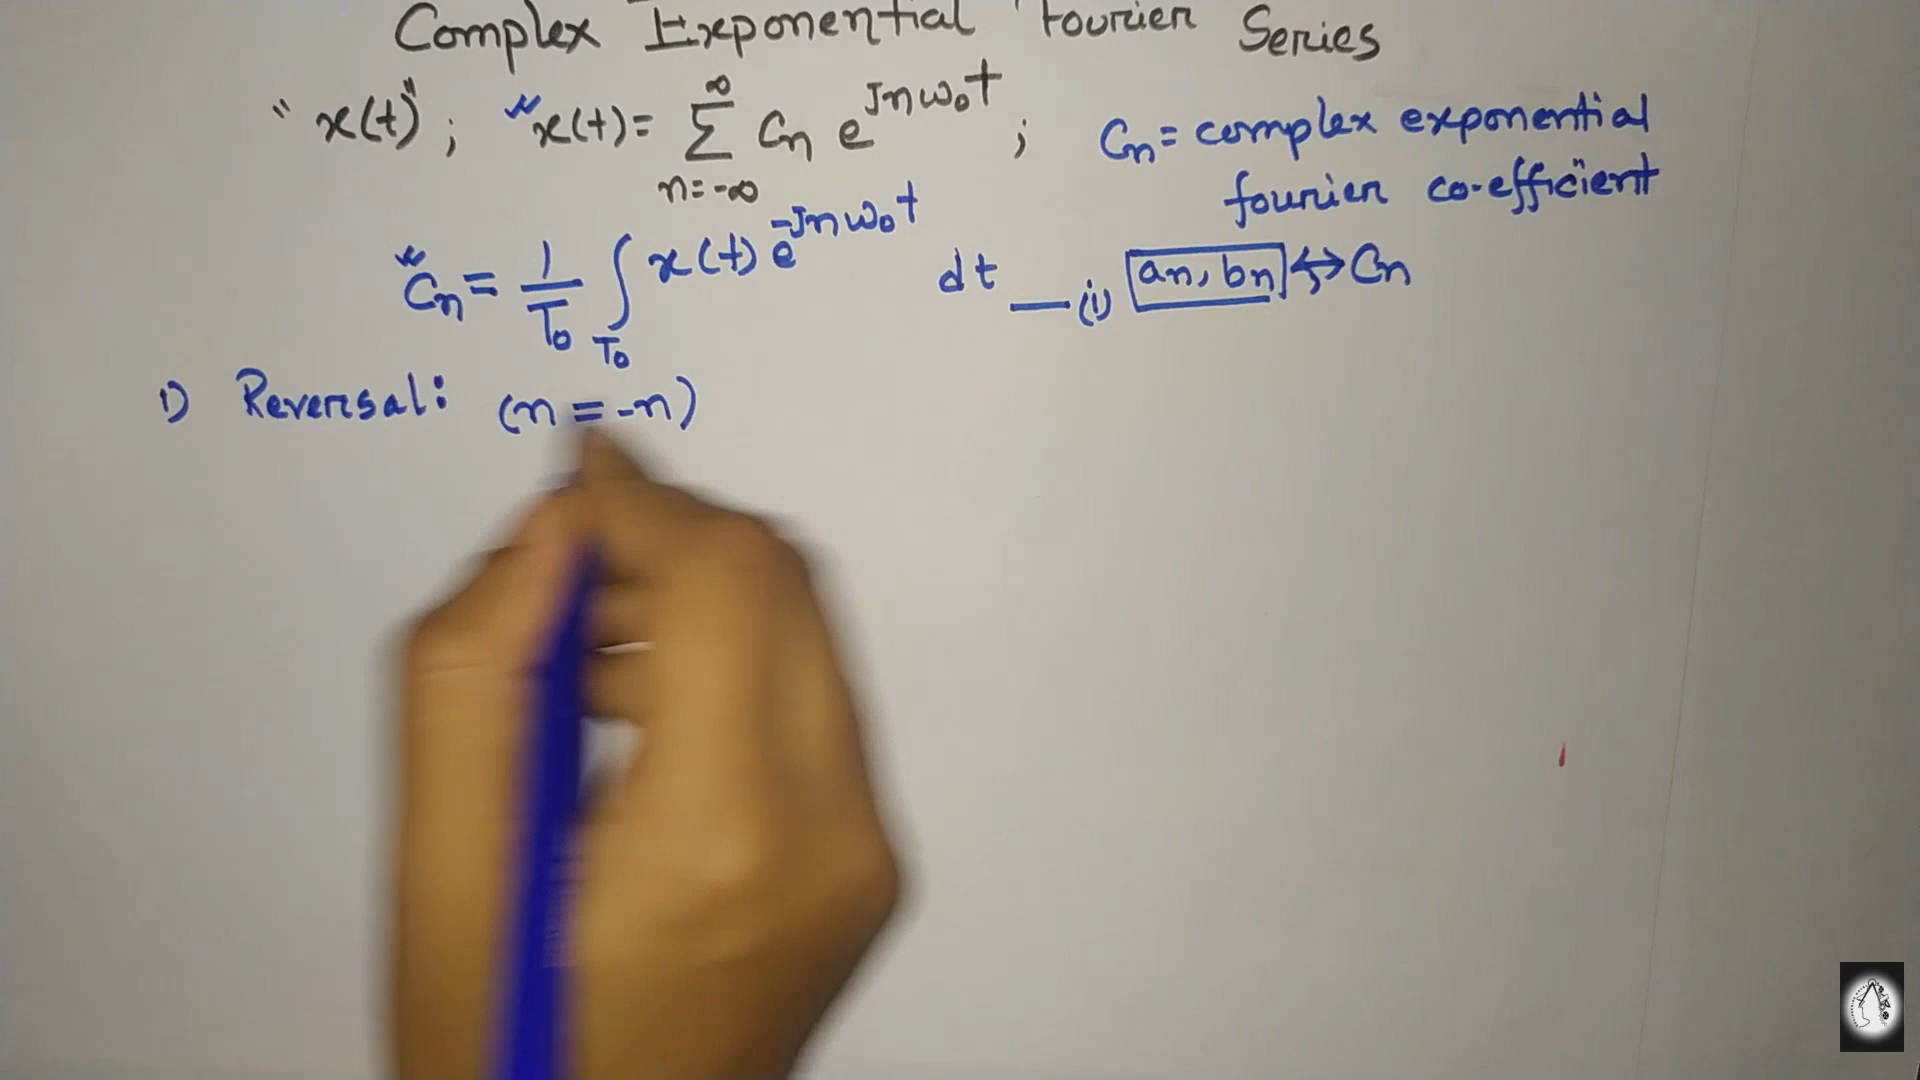 Complex Exponential Fourier Series
"x(t)"; x(t)= ∞∑n=-∞ Cn e^Jnω₀t ; Cn = complex exponential
fourier co-efficient
Cn = 1/T₀ ∫T₀ x(t) e^-Jnω₀t dt —(i) an, bn ↔ Cn
1) Reversal: (n = -n)